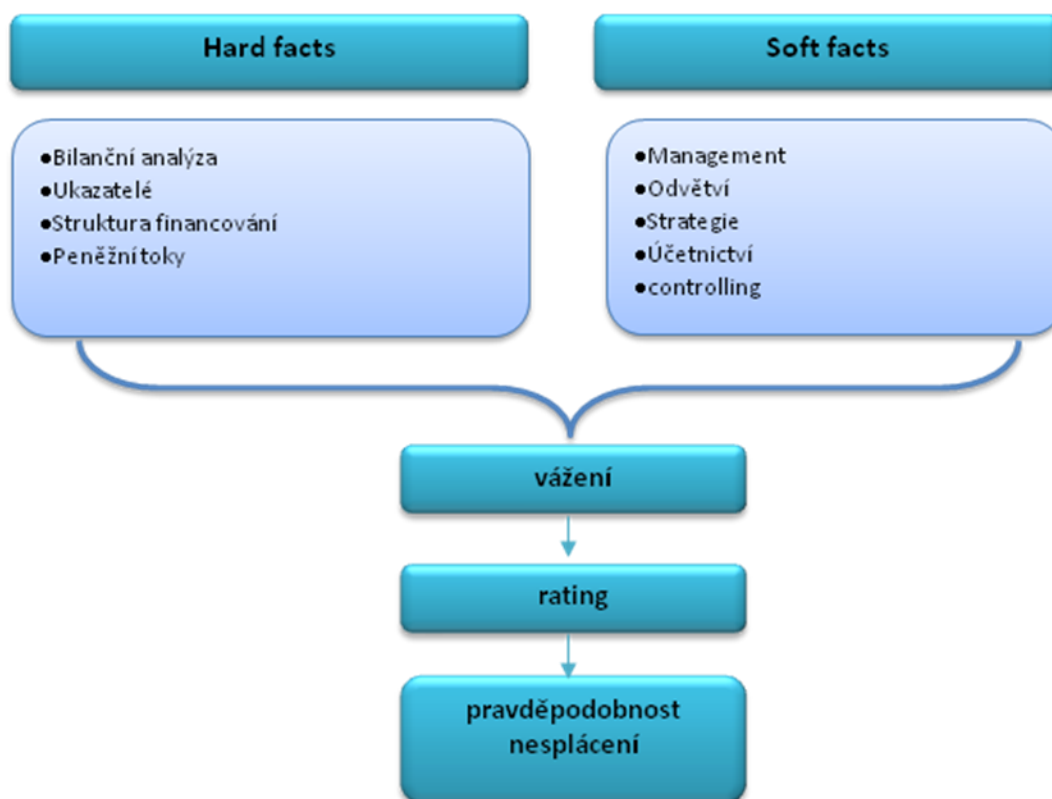 Hard facts
●Bilanční analýza
●Ukazatelé
●Struktura financování
●Peněžní toky
Soft facts
●Management
●Odvětví
●Strategie
●Účetnictví
●controlling
vážení
rating
pravděpodobnost
nesplácení